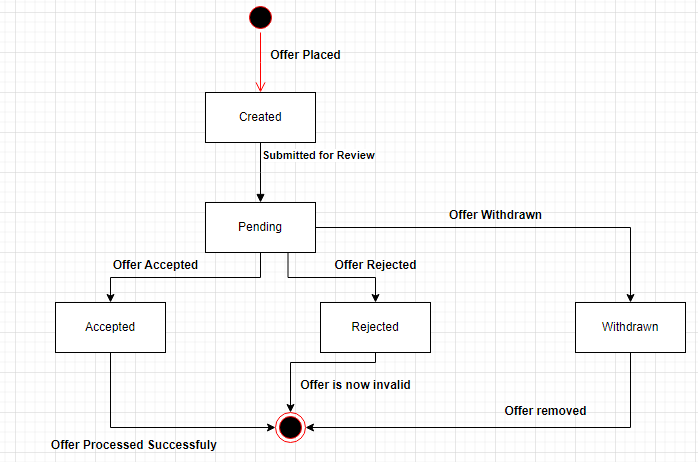 Offer Placed
Created
Submitted for Review
Pending
Offer Withdrawn
Offer Accepted
Offer Rejected
Accepted
Rejected
Withdrawn
Offer is now invalid
Offer removed
Offer Processed Successfuly